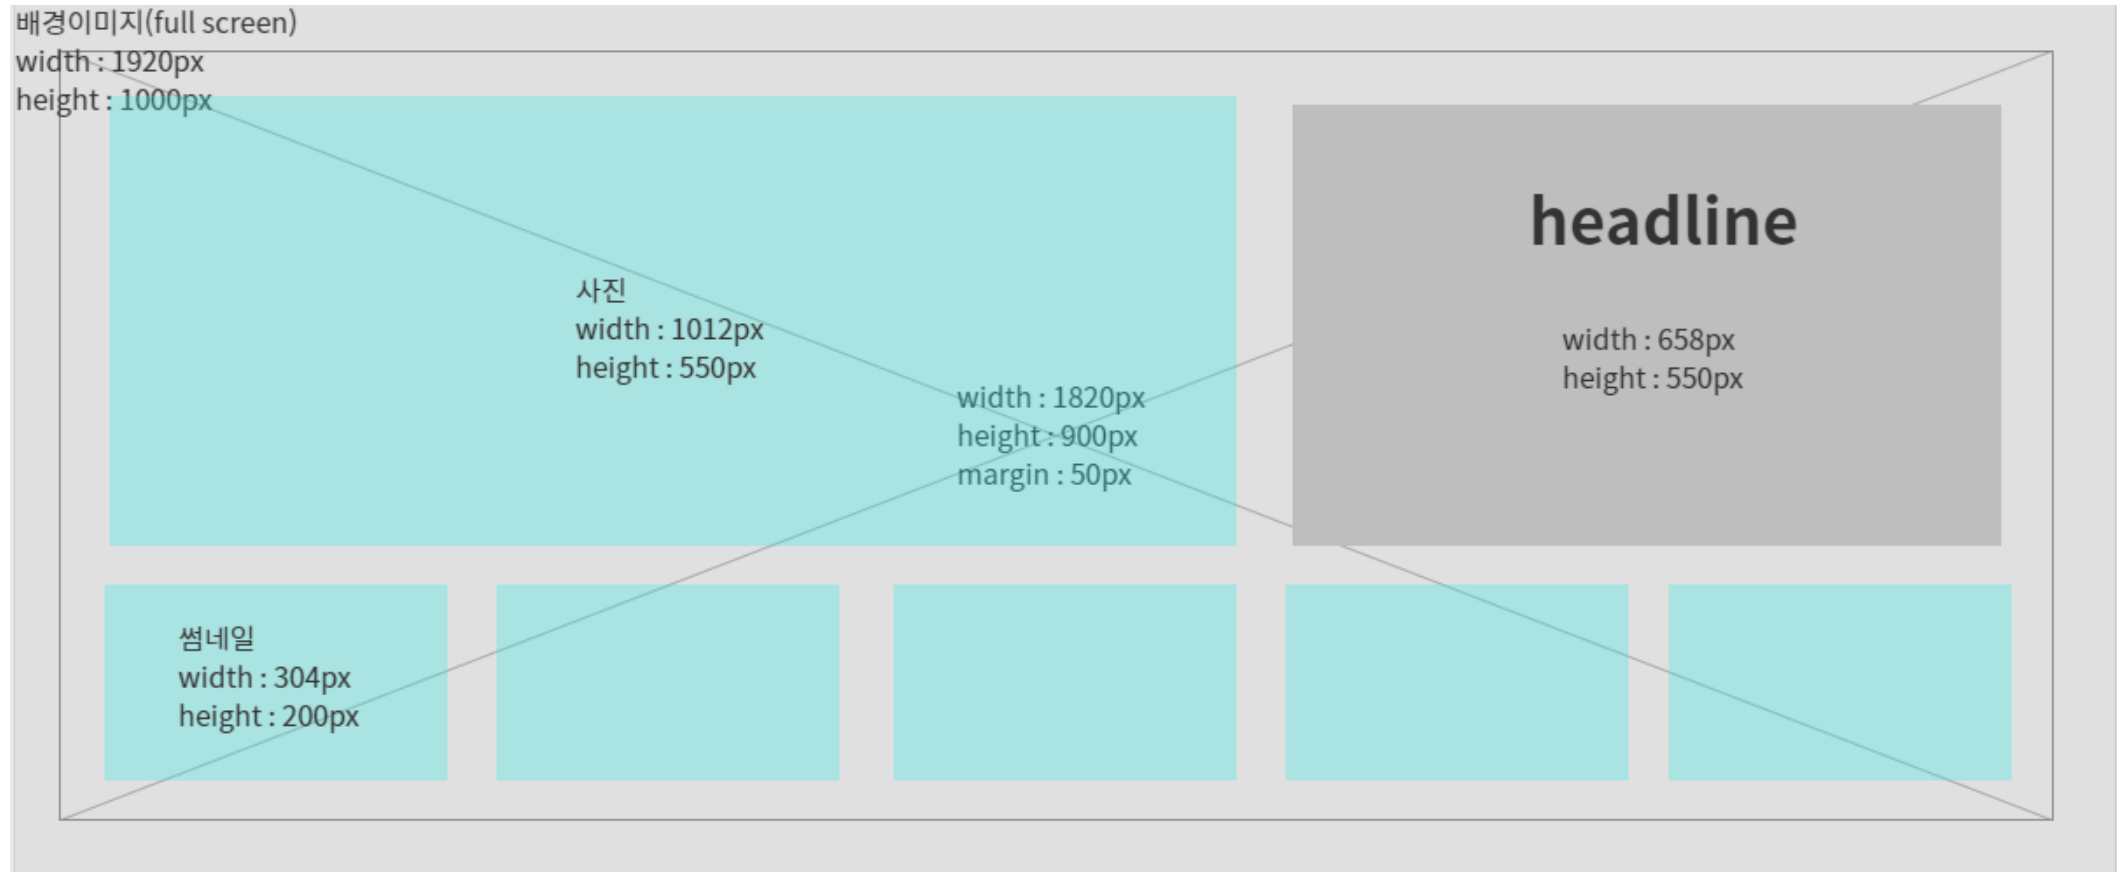 배경이미지(full screen)
width : 1920px
height : 1000px
사진
width : 1012px
height : 550px
width : 1820px
height : 900px
margin : 50px
headline
width : 658px
height : 550px
썸네일
width : 304px
height : 200px